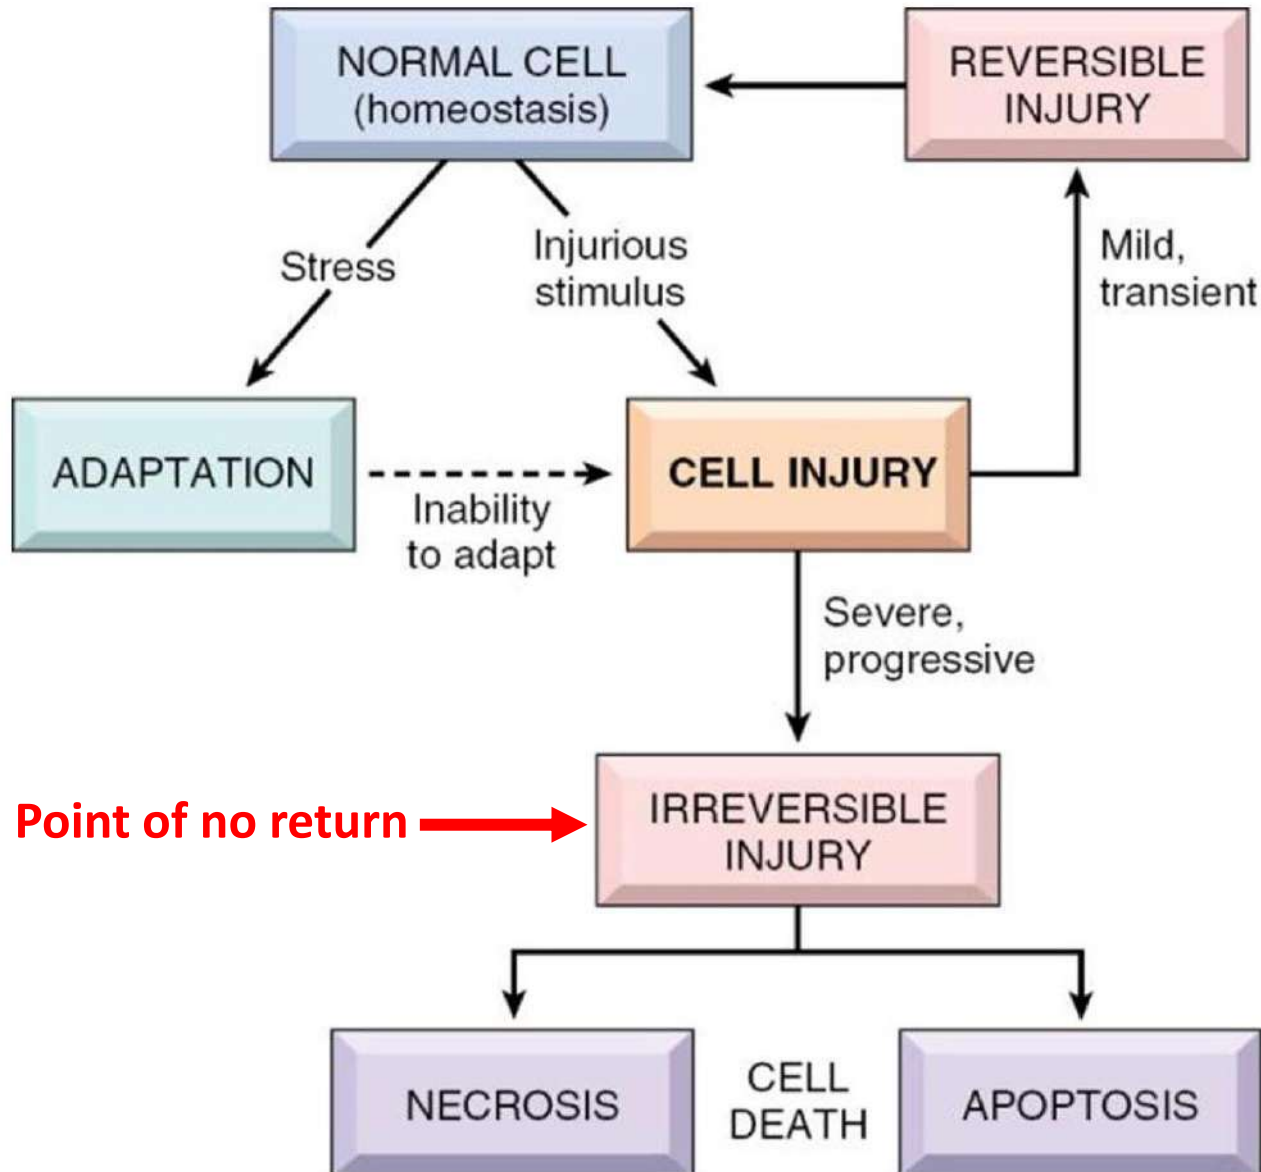 NORMAL CELL
(homeostasis)
REVERSIBLE
INJURY
Stress
Injurious
stimulus
Mild,
transient
ADAPTATION
Inability
to adapt
CELL INJURY
Severe,
progressive
Point of no return
IRREVERSIBLE
INJURY
NECROSIS
CELL
DEATH
APOPTOSIS